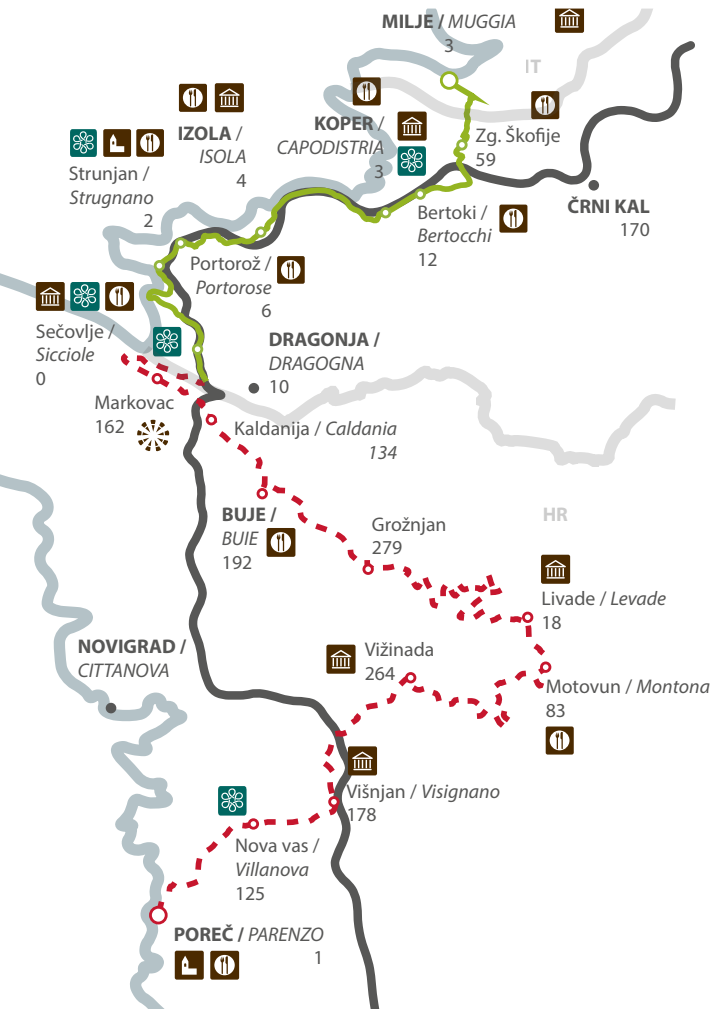 MILJE / MUGGIA
3
IT
IZOLA /
ISOLA
4
KOPER /
CAPODISTRIA
3
Zg. Škofije
59
Strunjan /
Strugnano
2
ČRNI KAL
170
Bertoki /
Bertocchi
12
Portorož /
Portorose
6
Sečovlje /
Sicciole
0
DRAGONJA /
DRAGOGNA
10
Markovac
162
Kaldanija / Caldania
134
BUJE /
BUIE
192
Grožnjan
279
HR
Livade / Levade
18
NOVIGRAD /
CITTANOVA
Vižinada
264
Motovun / Montona
83
Višnjan / Visignano
178
Nova vas /
Villanova
125
POREČ / PARENZO
1